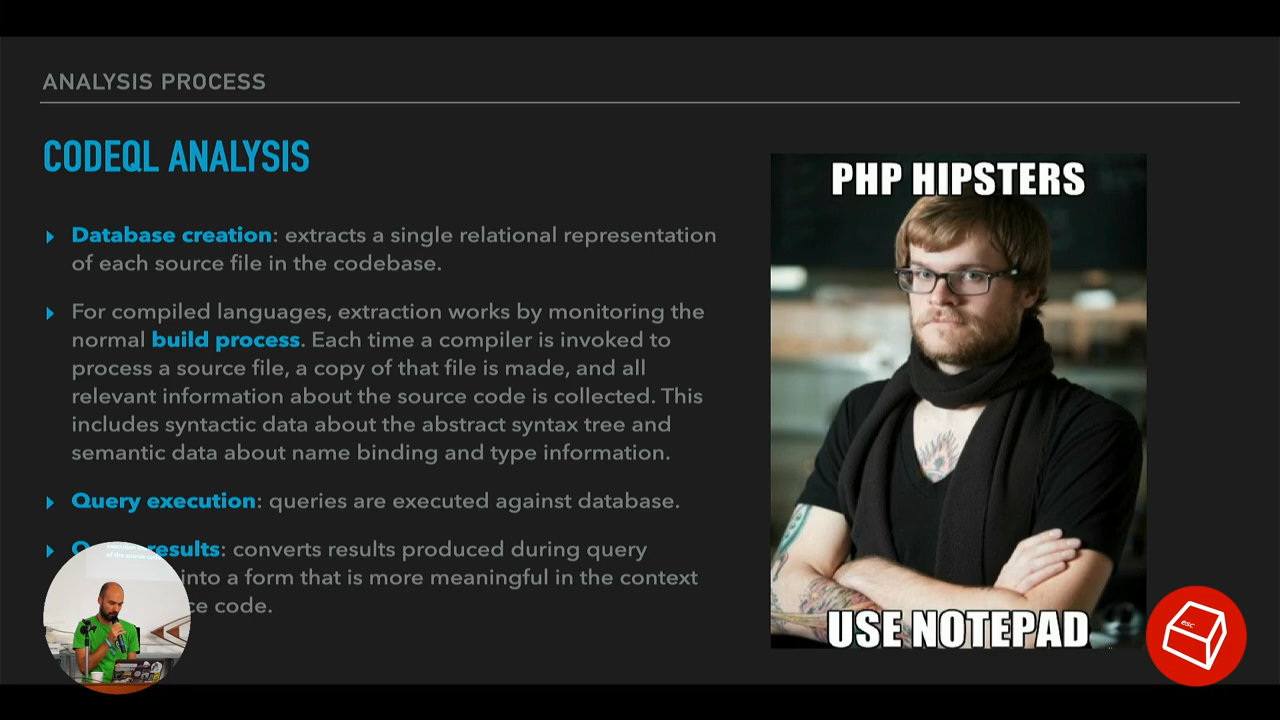 ANALYSIS PROCESS
CODEQL ANALYSIS
Database creation: extracts a single relational representation
of each source file in the codebase.
For compiled languages, extraction works by monitoring the
normal build process. Each time a compiler is invoked to
process a source file, a copy of that file is made, and all
relevant information about the source code is collected. This
includes syntactic data about the abstract syntax tree and
semantic data about name binding and type information.
Query execution: queries are executed against database.
results: converts results produced during query
into a form that is more meaningful in the context
code.
PHP HIPSTERS
USE NOTEPAD
esc